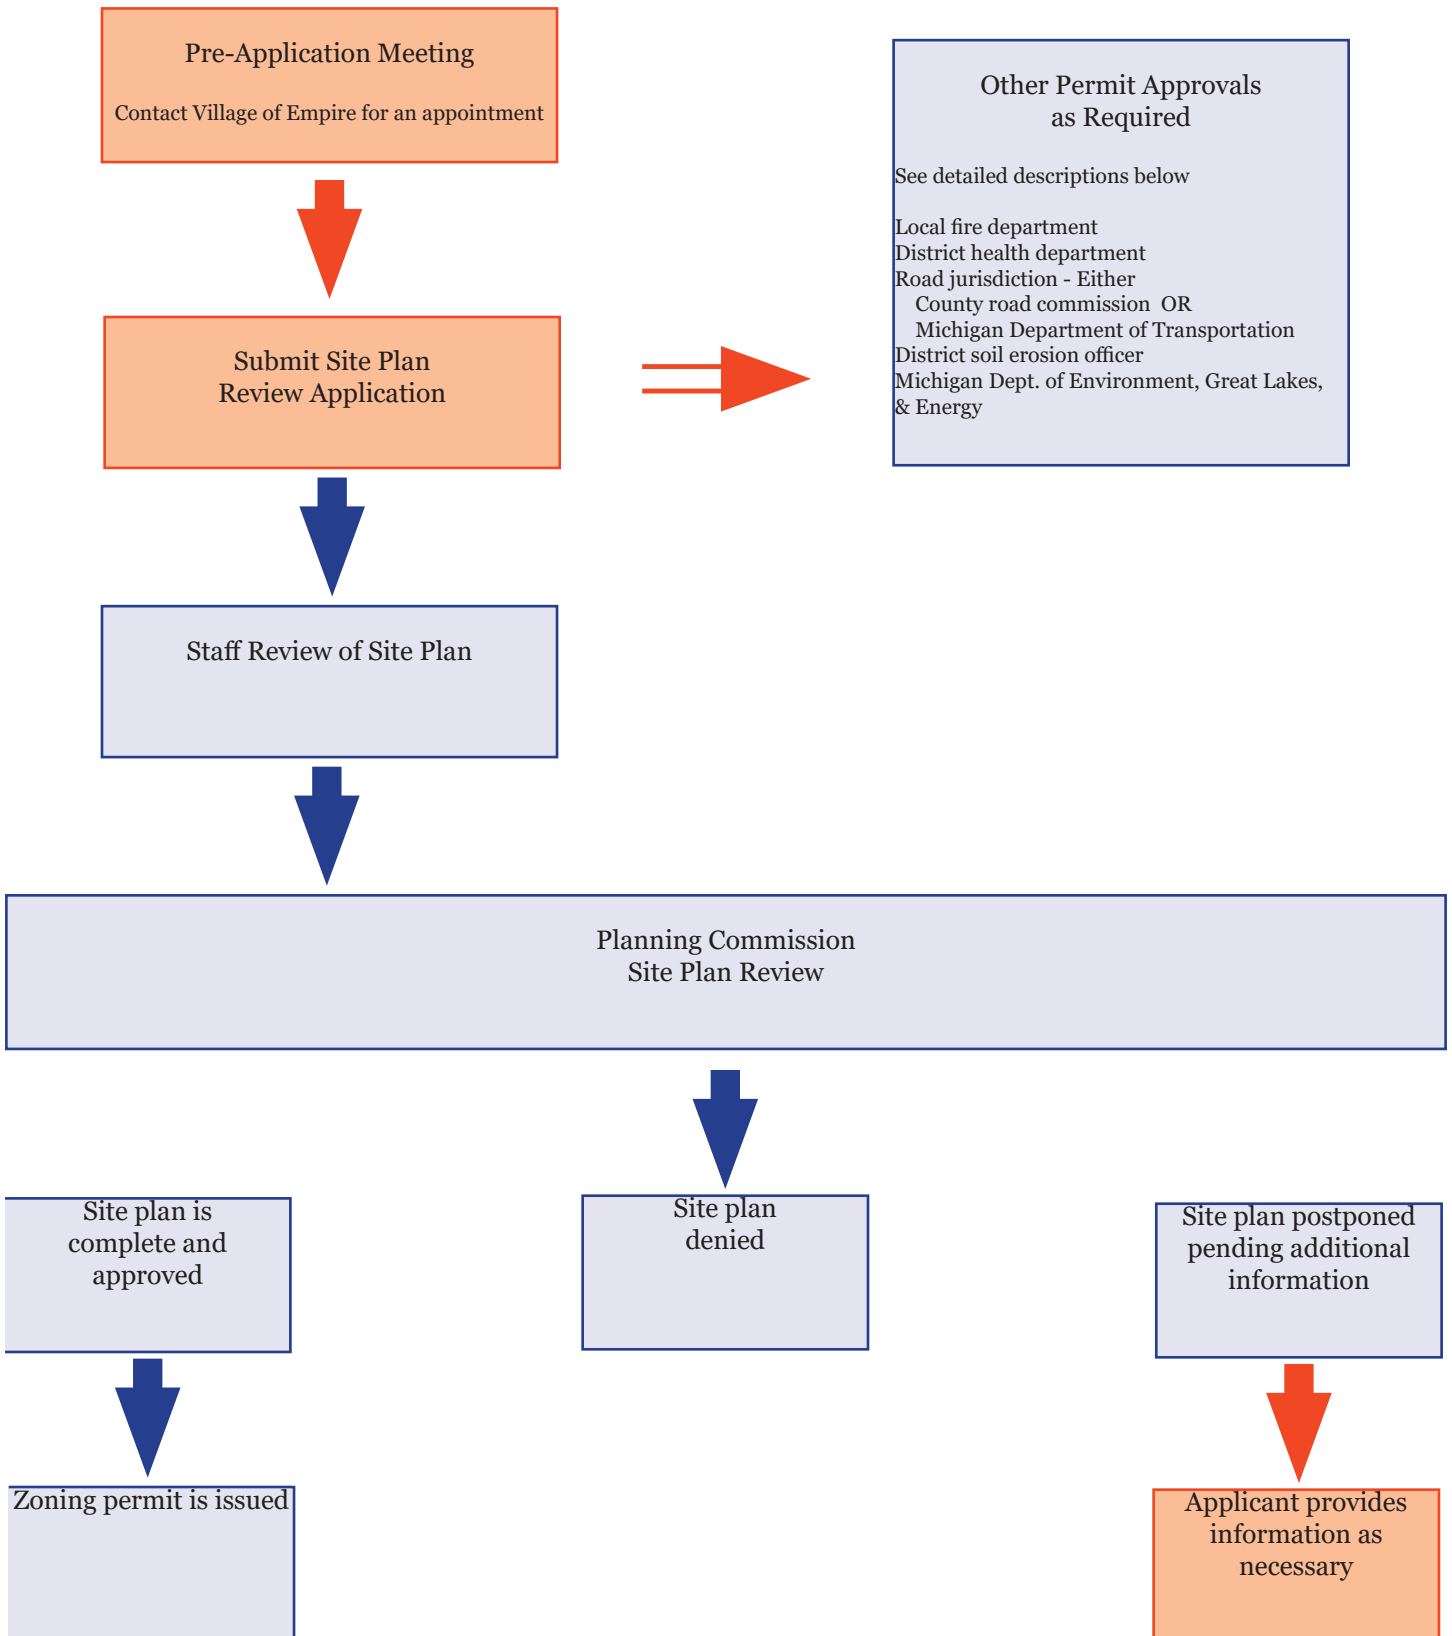 Pre-Application Meeting
Contact Village of Empire for an appointment
Other Permit Approvals
as Required
See detailed descriptions below
Local fire department
District health department
Road jurisdiction - Either
County road commission OR
Michigan Department of Transportation
District soil erosion officer
Michigan Dept. of Environment, Great Lakes,
& Energy
Submit Site Plan
Review Application
Staff Review of Site Plan
Planning Commission
Site Plan Review
Site plan is
complete and
approved
Site plan
denied
Site plan postponed
pending additional
information
Zoning permit is issued
Applicant provides
information as
necessary